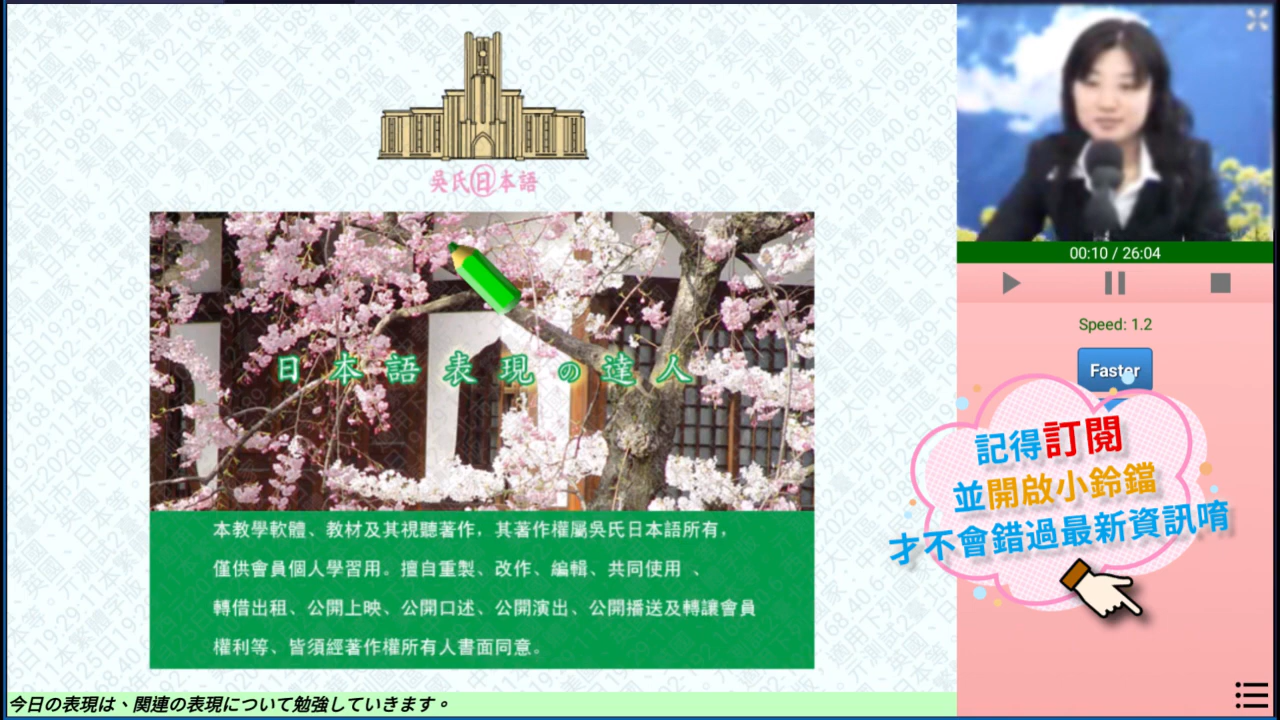 吳氏日本語
日本語表現の達人
本教學軟體、教材及其視聽著作，其著作權屬吳氏日本語所有，
僅供會員個人學習用。擅自重製、改作、編輯、共同使用 、
轉借出租、公開上映、公開口述、公開演出、公開播送及轉讓會員
權利等、皆須經著作權所有人書面同意。
今日の表現は、関連の表現について勉強していきます。
00:10 / 26:04
Speed: 1.2
Faster
記得訂閱
並開啟小鈴鐺
才不會錯過最新資訊唷